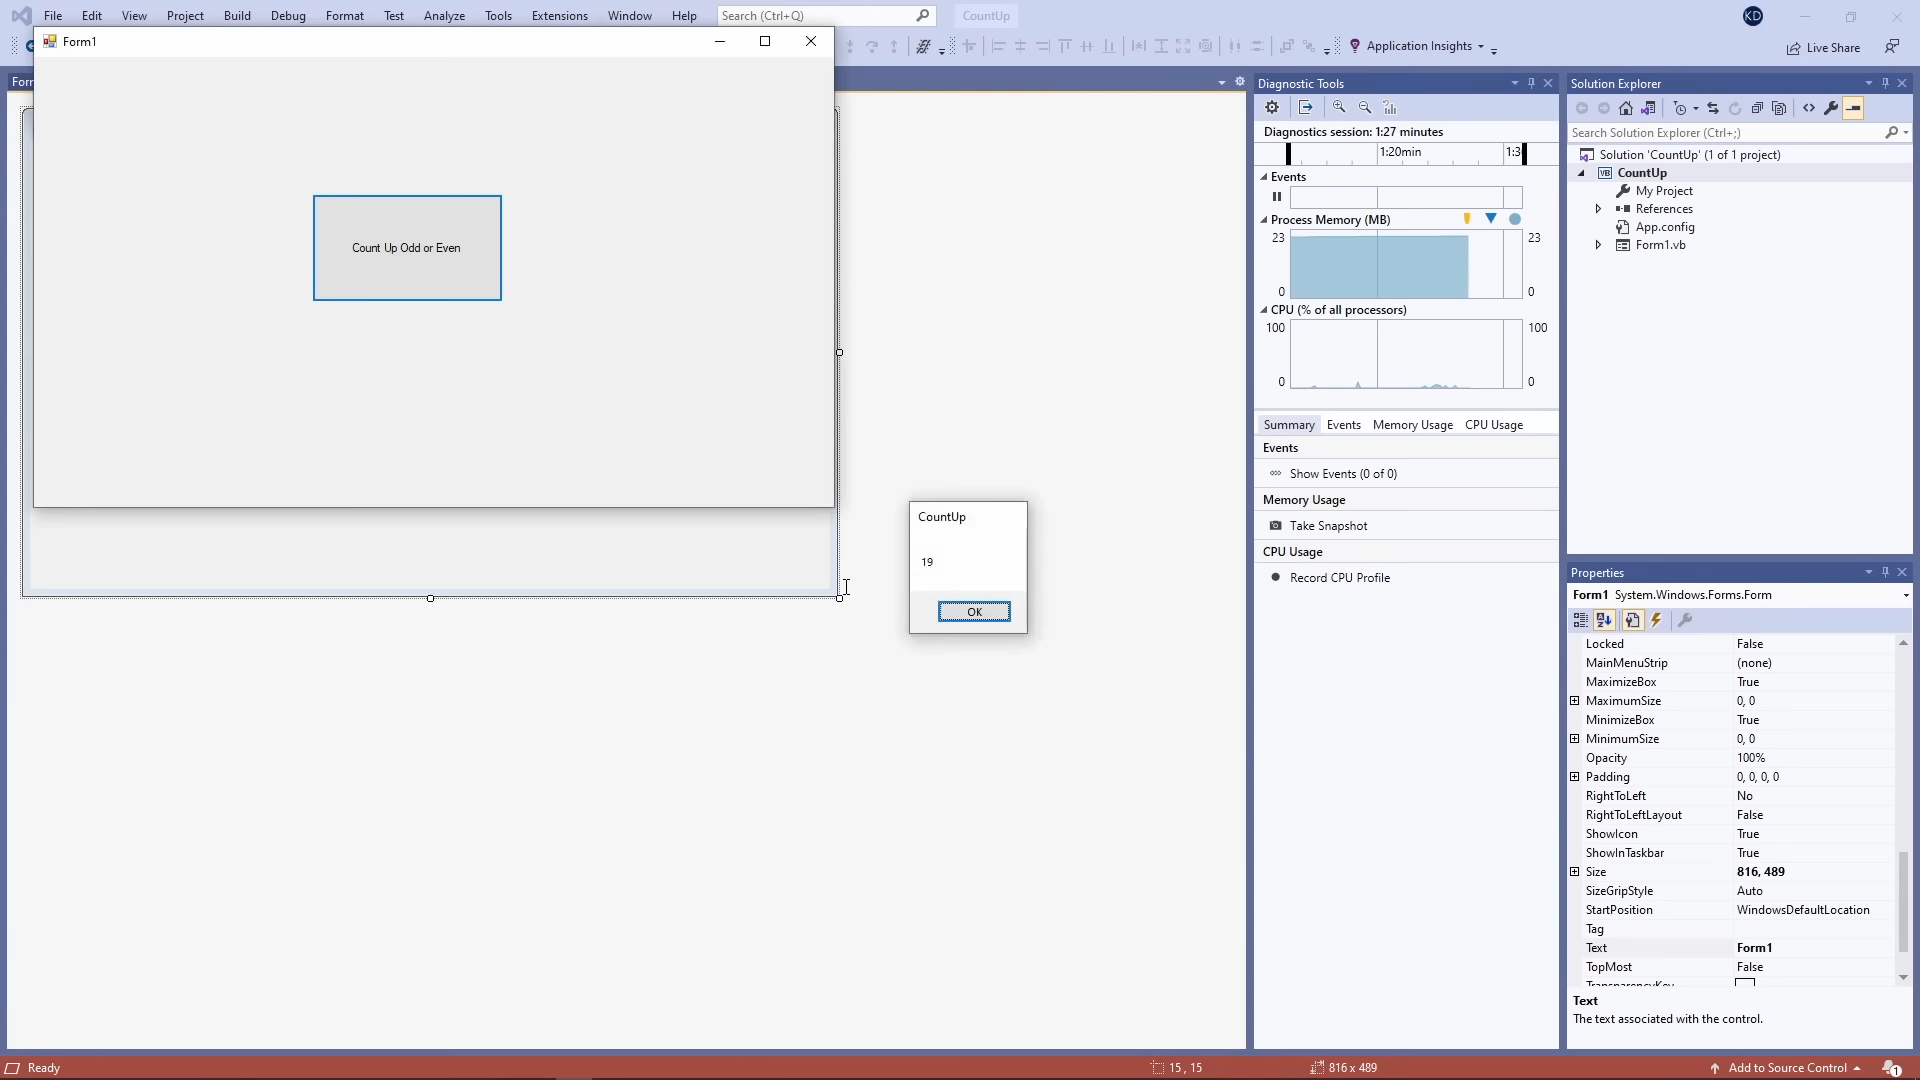 File Edit View Project Build Debug Format Test Analyze Tools Extensions Window Help Search (Ctrl+Q) CountUp KD
Form1
Application Insights Live Share
Count Up Odd or Even
CountUp
19
OK
Diagnostic Tools
Diagnostics session: 1:27 minutes
1:20min
Events
Process Memory (MB)
23 23
0 0
CPU (% of all processors)
100 100
0 0
Summary Events Memory Usage CPU Usage
Events
Show Events (0 of 0)
Memory Usage
Take Snapshot
CPU Usage
Record CPU Profile
Solution Explorer
Search Solution Explorer (Ctrl+;)
Solution 'CountUp' (1 of 1 project)
VB CountUp
My Project
References
App.config
Form1.vb
Properties
Form1 System.Windows.Forms.Form
Locked False
MainMenuStrip (none)
MaximizeBox True
MaximumSize 0, 0
MinimizeBox True
MinimumSize 0, 0
Opacity 100%
Padding 0, 0, 0, 0
RightToLeft No
RightToLeftLayout False
ShowIcon True
ShowInTaskbar True
Size 816, 489
SizeGripStyle Auto
StartPosition WindowsDefaultLocation
Tag
Text Form1
TopMost False
Text
The text associated with the control.
Ready 15 , 15 816 x 489 Add to Source Control 1